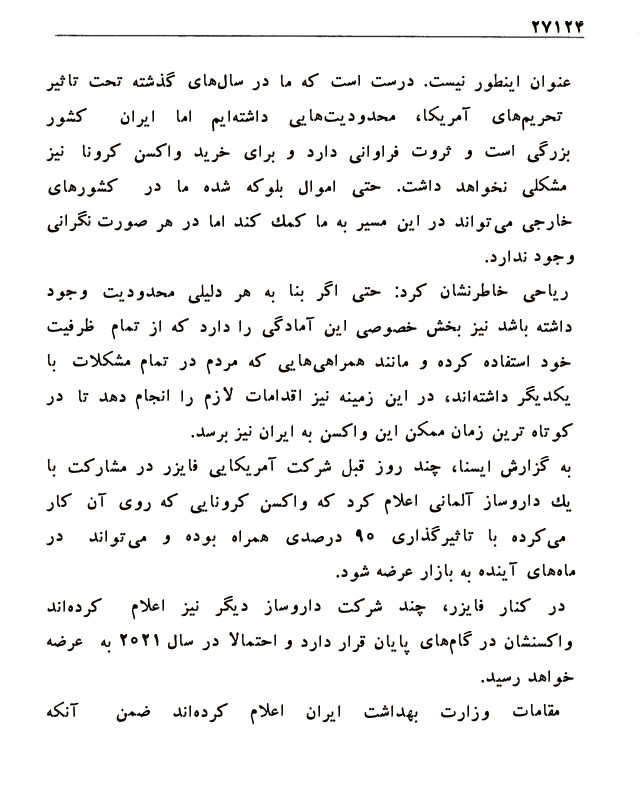 ۲۷۱۲۴
عنوان اینطور نیست. درست است که ما در سال‌های گذشته تحت تاثیر
تحریم‌های آمریکا، محدودیت‌هایی داشته‌ایم اما ایران کشور
بزرگی است و ثروت فراوانی دارد و برای خرید واکسن کرونا نیز
مشکلی نخواهد داشت. حتی اموال بلوکه شده ما در کشورهای
خارجی می‌تواند در این مسیر به ما کمک کند اما در هر صورت نگرانی
وجود ندارد.
ریاحی خاطرنشان کرد: حتی اگر بنا به هر دلیلی محدودیت وجود
داشته باشد نیز بخش خصوصی این آمادگی را دارد که از تمام ظرفیت
خود استفاده کرده و مانند همراهی‌هایی که مردم در تمام مشکلات با
یکدیگر داشته‌اند، در این زمینه نیز اقدامات لازم را انجام دهد تا در
کوتاه ترین زمان ممکن این واکسن به ایران نیز برسد.
به گزارش ایسنا، چند روز قبل شرکت آمریکایی فایزر در مشارکت با
یك داروساز آلمانی اعلام کرد که واکسن کرونایی که روی آن کار
می‌کرده با تاثیرگذاری ۹۰ درصدی همراه بوده و می‌تواند در
ماه‌های آینده به بازار عرضه شود.
در کنار فایزر، چند شرکت داروساز دیگر نیز اعلام کرده‌اند
واکسنشان در گام‌های پایان قرار دارد و احتمالا در سال ۲۰۲۱ به عرضه
خواهد رسید.
مقامات وزارت بهداشت ایران اعلام کرده‌اند ضمن آنکه